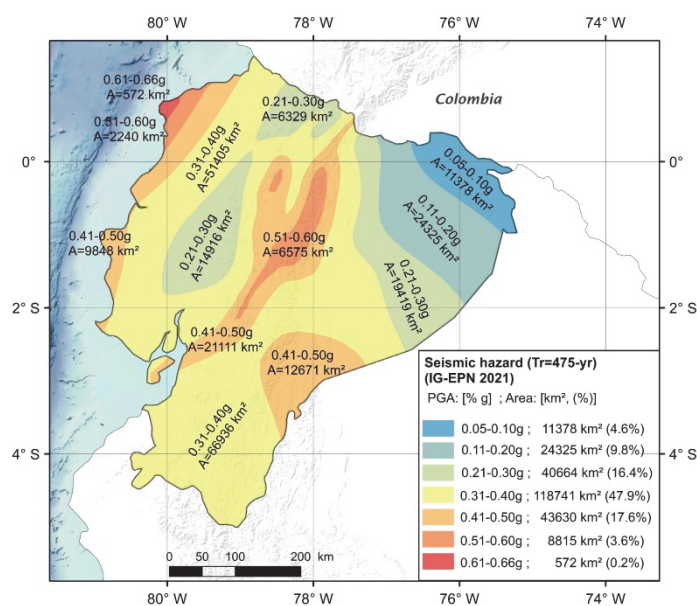 80° W
78° W
76° W
74° W
0.61-0.66g
A=572 km²
0.51-0.60g
A=2240 km²
0.21-0.30g
A=6329 km²
Colombia
0.31-0.40g
A=51405 km²
0.05-0.10g
A=11378 km²
0°
0°
0.11-0.20g
A=24325 km²
0.41-0.50g
A=9848 km²
0.21-0.30g
A=14916 km²
0.51-0.60g
A=6575 km²
0.21-0.30g
A=19419 km²
2° S
2° S
0.41-0.50g
A=21111 km²
0.41-0.50g
A=12671 km²
0.31-0.40g
A=66936 km²
4° S
Seismic hazard (Tr=475-yr)
(IG-EPN 2021)
PGA: [% g] ; Area: [km², (%)]
0.05-0.10g ; 11378 km² (4.6%)
0.11-0.20g ; 24325 km² (9.8%)
0.21-0.30g ; 40664 km² (16.4%)
0.31-0.40g ; 118741 km² (47.9%)
0.41-0.50g ; 43630 km² (17.6%)
0.51-0.60g ; 8815 km² (3.6%)
0.61-0.66g ; 572 km² (0.2%)
4° S
0 50 100 200 km
80° W
78° W
76° W
74° W